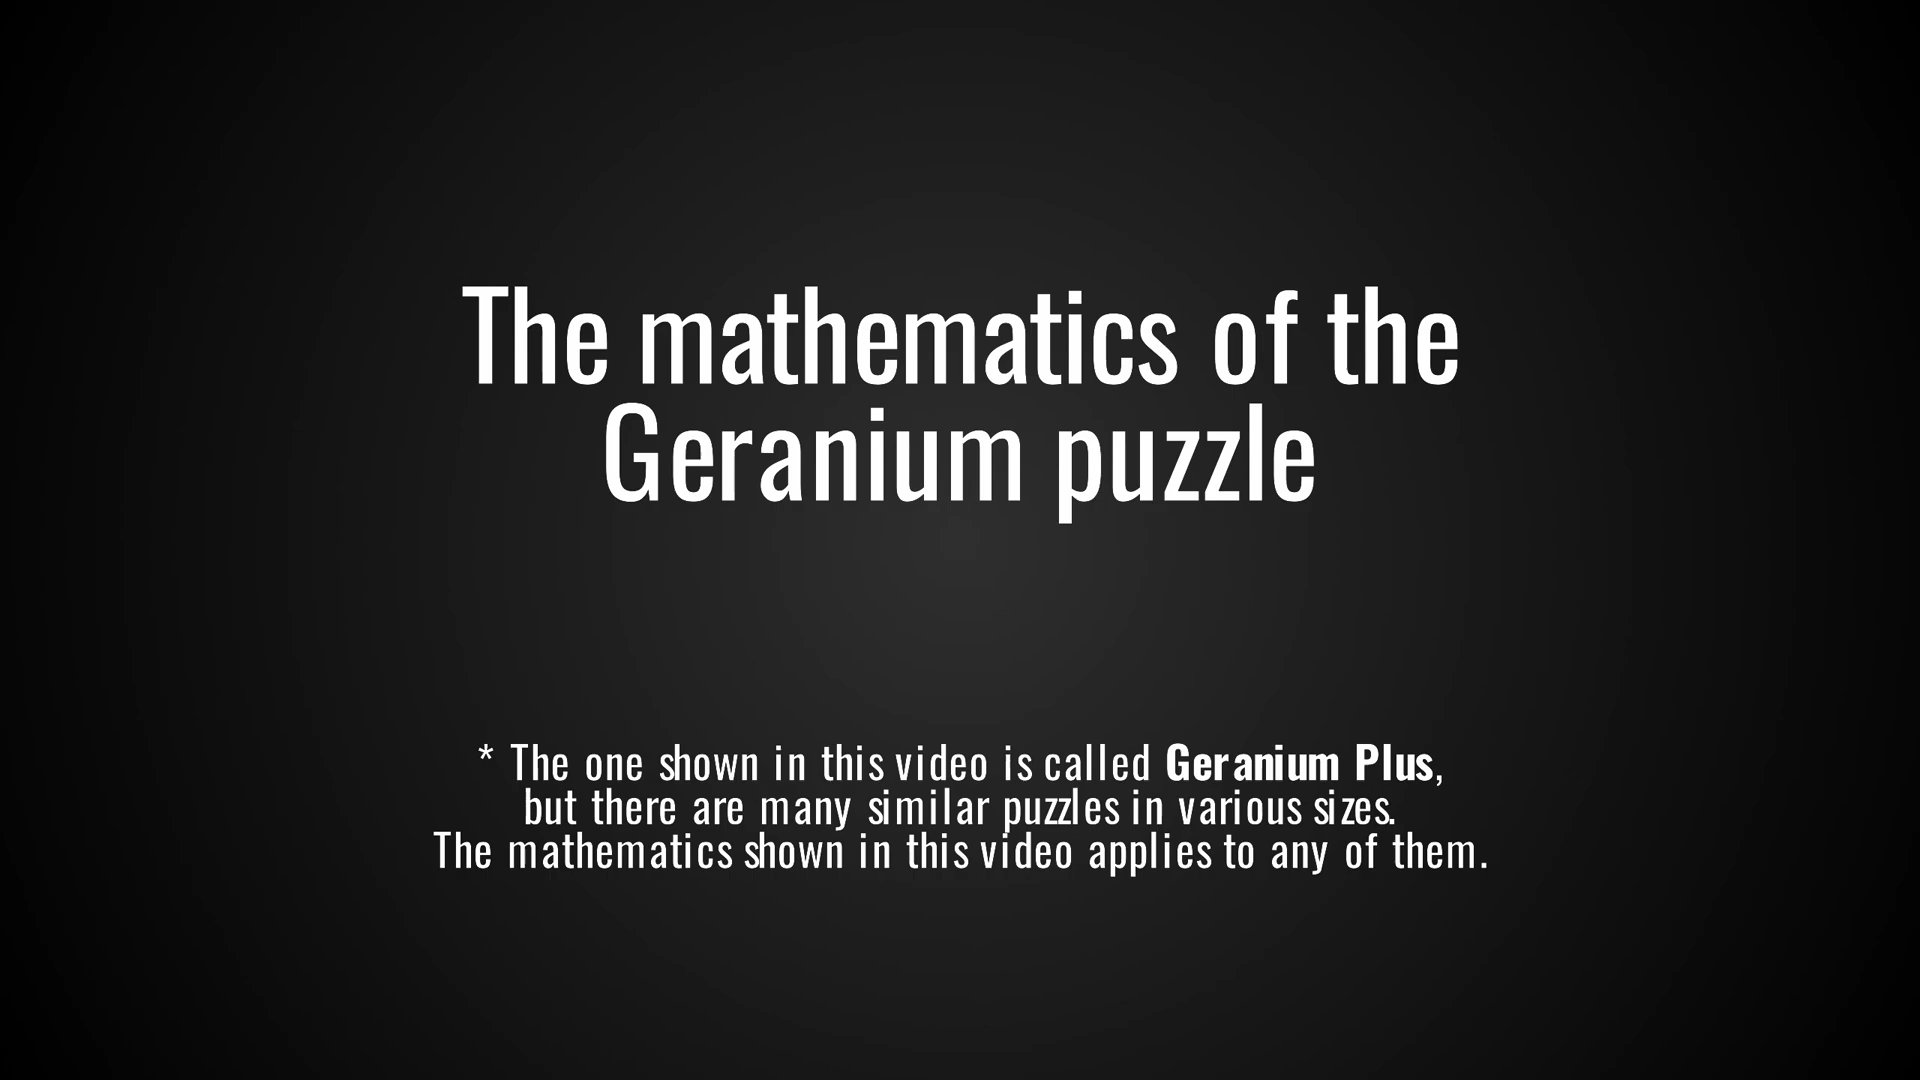 The mathematics of the
Geranium puzzle
* The one shown in this video is called Geranium Plus,
but there are many similar puzzles in various sizes.
The mathematics shown in this video applies to any of them.